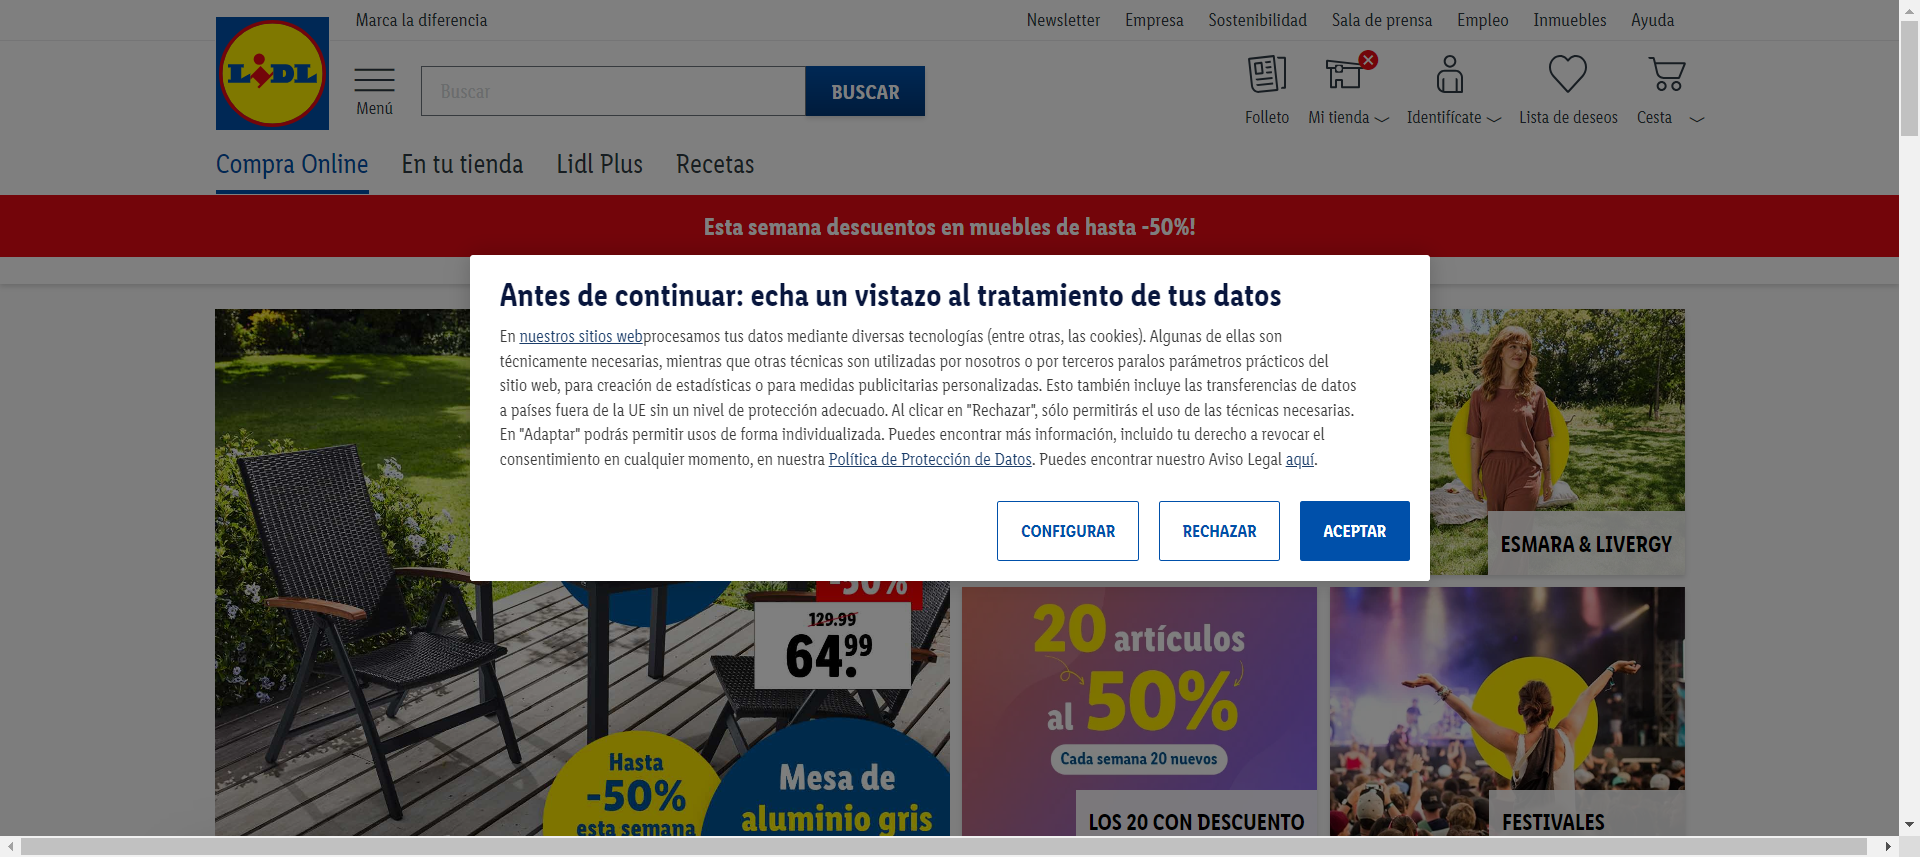 Marca la diferencia
Newsletter Empresa Sostenibilidad Sala de prensa Empleo Inmuebles Ayuda
LIDL
Menú
Buscar
BUSCAR
Folleto Mi tienda Identifícate Lista de deseos Cesta
Compra Online En tu tienda Lidl Plus Recetas
Esta semana descuentos en muebles de hasta -50%!
Antes de continuar: echa un vistazo al tratamiento de tus datos
En nuestros sitios webprocesamos tus datos mediante diversas tecnologías (entre otras, las cookies). Algunas de ellas son
técnicamente necesarias, mientras que otras técnicas son utilizadas por nosotros o por terceros paralos parámetros prácticos del
sitio web, para creación de estadísticas o para medidas publicitarias personalizadas. Esto también incluye las transferencias de datos
a países fuera de la UE sin un nivel de protección adecuado. Al clicar en "Rechazar", sólo permitirás el uso de las técnicas necesarias.
En "Adaptar" podrás permitir usos de forma individualizada. Puedes encontrar más información, incluido tu derecho a revocar el
consentimiento en cualquier momento, en nuestra Política de Protección de Datos. Puedes encontrar nuestro Aviso Legal aquí.
CONFIGURAR RECHAZAR ACEPTAR
ESMARA & LIVERGY
-50%
129.99
64.99
Hasta
-50%
esta semana
Mesa de
aluminio gris
20 artículos
al 50%
Cada semana 20 nuevos
LOS 20 CON DESCUENTO
FESTIVALES